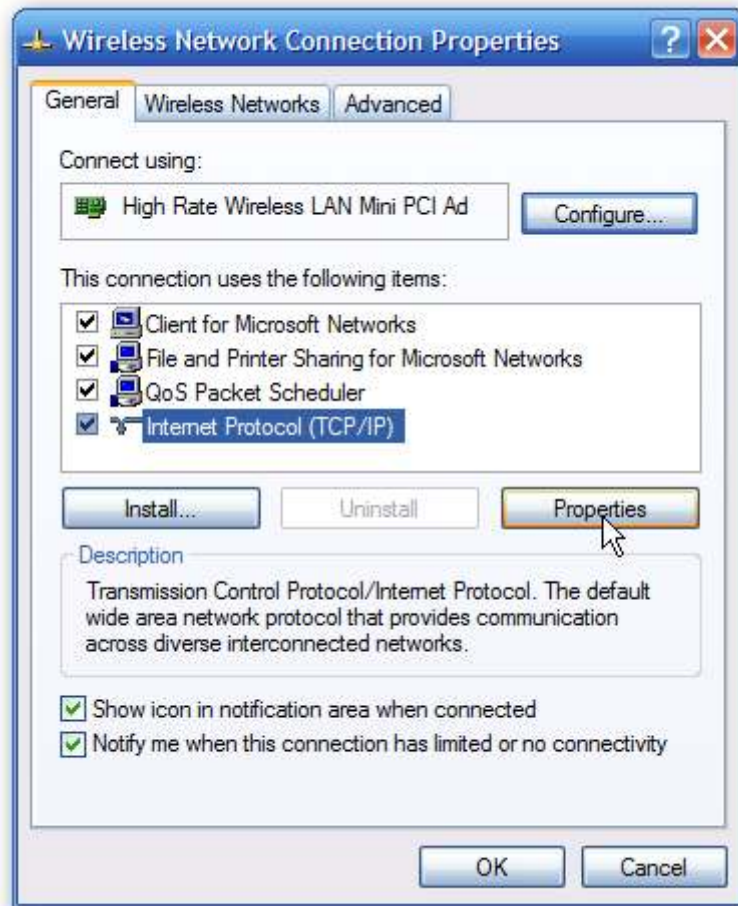 Wireless Network Connection Properties
General Wireless Networks Advanced
Connect using:
High Rate Wireless LAN Mini PCI Ad
Configure...
This connection uses the following items:
Client for Microsoft Networks
File and Printer Sharing for Microsoft Networks
QoS Packet Scheduler
Internet Protocol (TCP/IP)
Install... Uninstall Properties
Description
Transmission Control Protocol/Internet Protocol. The default
wide area network protocol that provides communication
across diverse interconnected networks.
Show icon in notification area when connected
Notify me when this connection has limited or no connectivity
OK Cancel